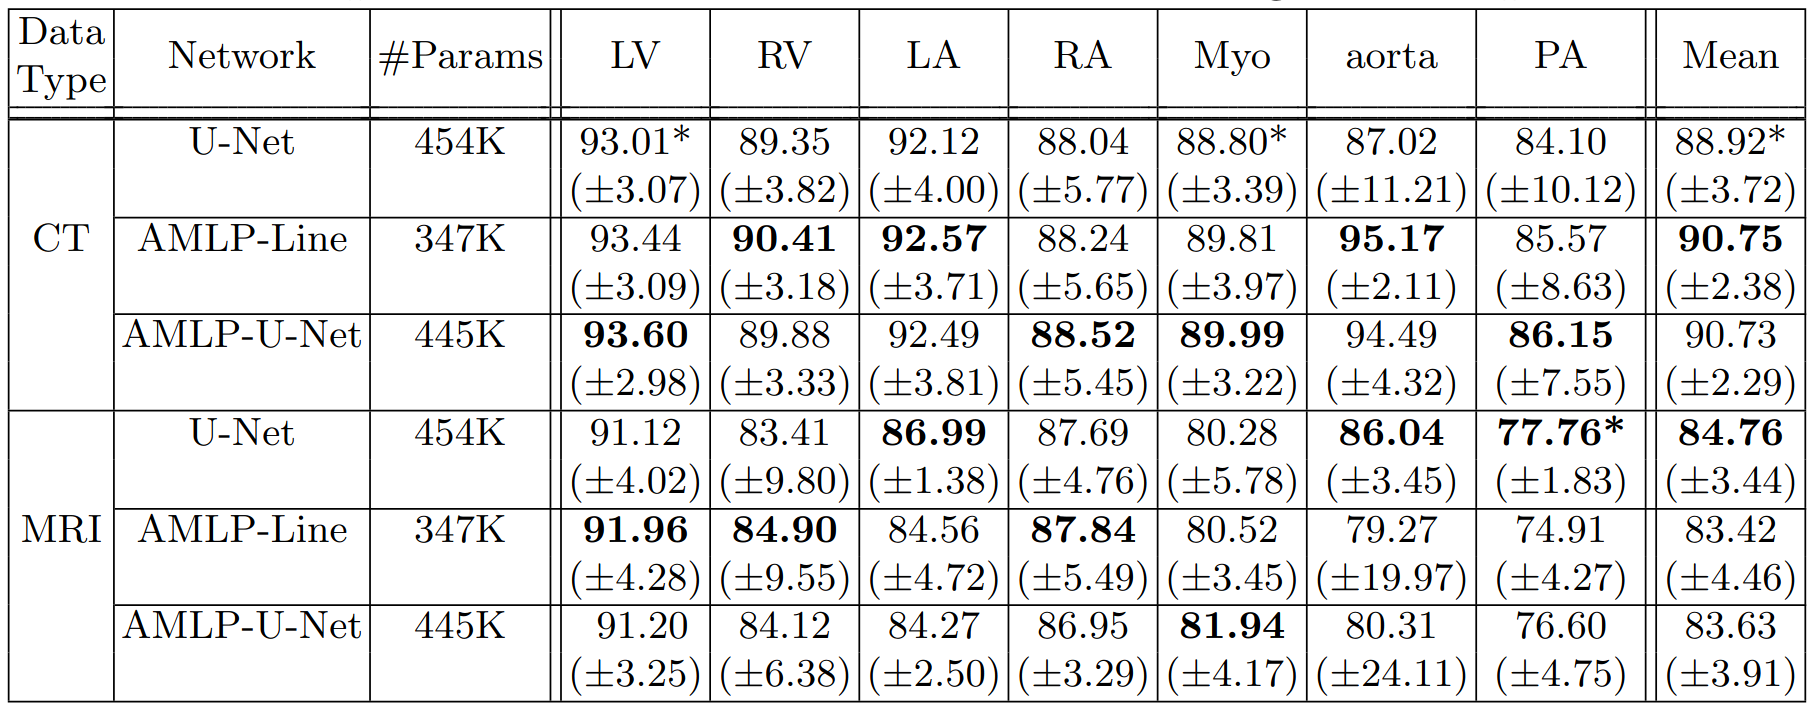 Data Type Network #Params LV RV LA RA Myo aorta PA Mean
U-Net 454K 93.01* 89.35 92.12 88.04 88.80* 87.02 84.10 88.92*
(±3.07) (±3.82) (±4.00) (±5.77) (±3.39) (±11.21) (±10.12) (±3.72)
CT AMLP-Line 347K 93.44 90.41 92.57 88.24 89.81 95.17 85.57 90.75
(±3.09) (±3.18) (±3.71) (±5.65) (±3.97) (±2.11) (±8.63) (±2.38)
AMLP-U-Net 445K 93.60 89.88 92.49 88.52 89.99 94.49 86.15 90.73
(±2.98) (±3.33) (±3.81) (±5.45) (±3.22) (±4.32) (±7.55) (±2.29)
U-Net 454K 91.12 83.41 86.99 87.69 80.28 86.04 77.76* 84.76
(±4.02) (±9.80) (±1.38) (±4.76) (±5.78) (±3.45) (±1.83) (±3.44)
MRI AMLP-Line 347K 91.96 84.90 84.56 87.84 80.52 79.27 74.91 83.42
(±4.28) (±9.55) (±4.72) (±5.49) (±3.45) (±19.97) (±4.27) (±4.46)
AMLP-U-Net 445K 91.20 84.12 84.27 86.95 81.94 80.31 76.60 83.63
(±3.25) (±6.38) (±2.50) (±3.29) (±4.17) (±24.11) (±4.75) (±3.91)